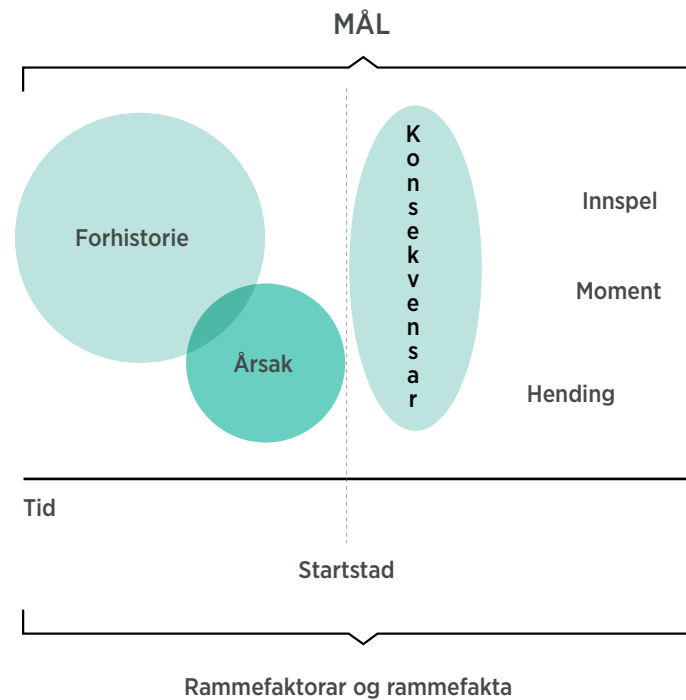 MÅL
Forhistorie
Årsak
Konsekvensar
Innspel
Moment
Hending
Tid
Startstad
Rammefaktorar og rammefakta